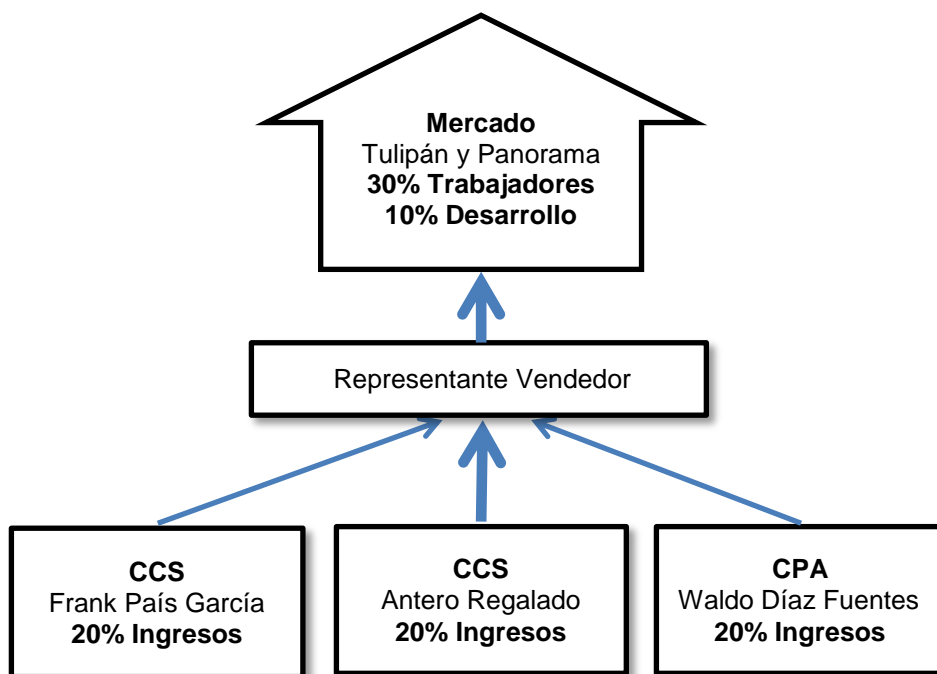 Mercado
Tulipán y Panorama
30% Trabajadores
10% Desarrollo
Representante Vendedor
CCS
Frank País García
20% Ingresos
CCS
Antero Regalado
20% Ingresos
CPA
Waldo Díaz Fuentes
20% Ingresos